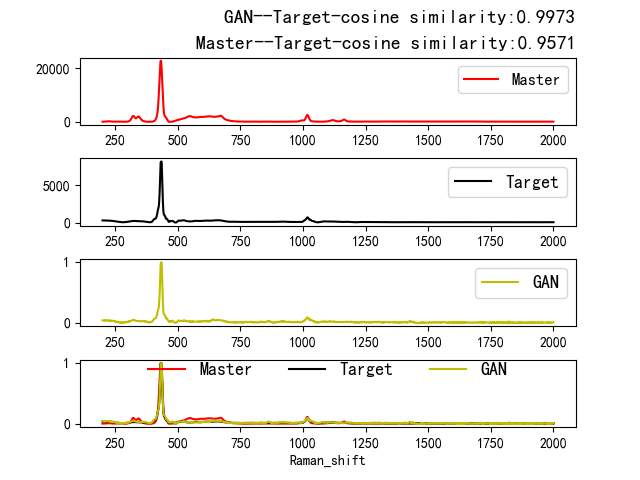 GAN--Target-cosine similarity:0.9973
Master--Target-cosine similarity:0.9571
20000
0
Master
250 500 750 1000 1250 1500 1750 2000
5000
0
Target
250 500 750 1000 1250 1500 1750 2000
1
0
GAN
250 500 750 1000 1250 1500 1750 2000
1
0
Master Target GAN
250 500 750 1000 1250 1500 1750 2000
Raman_shift